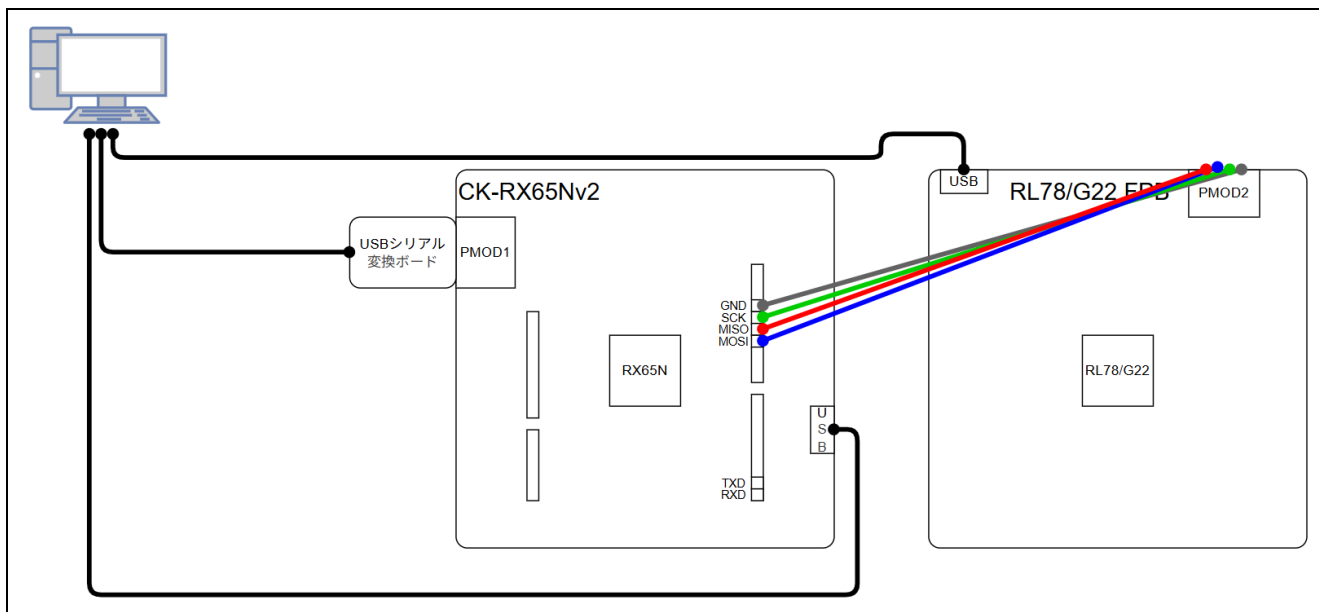 CK-RX65Nv2
USBシリアル
変換ボード
PMOD1
GND
SCK
MISO
MOSI
RX65N
U
S
B
TXD
RXD
USB
RL78/G22 FPB
PMOD2
RL78/G22